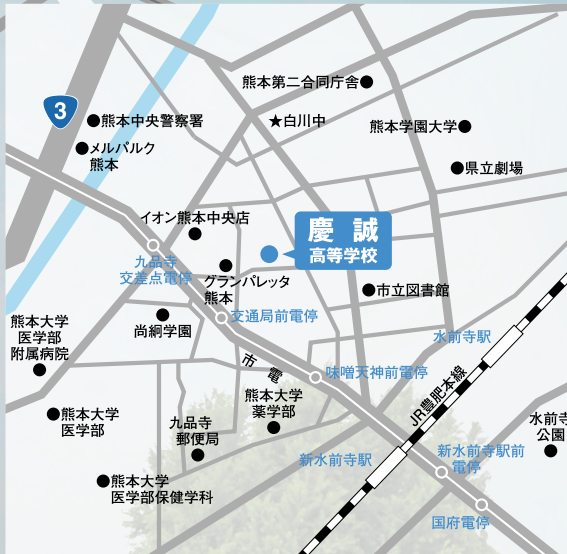 熊本第二合同庁舎
3
熊本中央警察署
★白川中
熊本学園大学
メルパルク
熊本
県立劇場
イオン熊本中央店
慶誠
高等学校
九品寺
交差点電停
グランパレッタ
熊本
市立図書館
熊本大学
医学部
附属病院
尚絅学園
交通局前電停
水前寺駅
市電
味噌天神前電停
JR豊肥本線
熊本大学
薬学部
熊本大学
医学部
九品寺
郵便局
水前寺
公園
新水前寺駅
新水前寺駅前
電停
熊本大学
医学部保健学科
国府電停